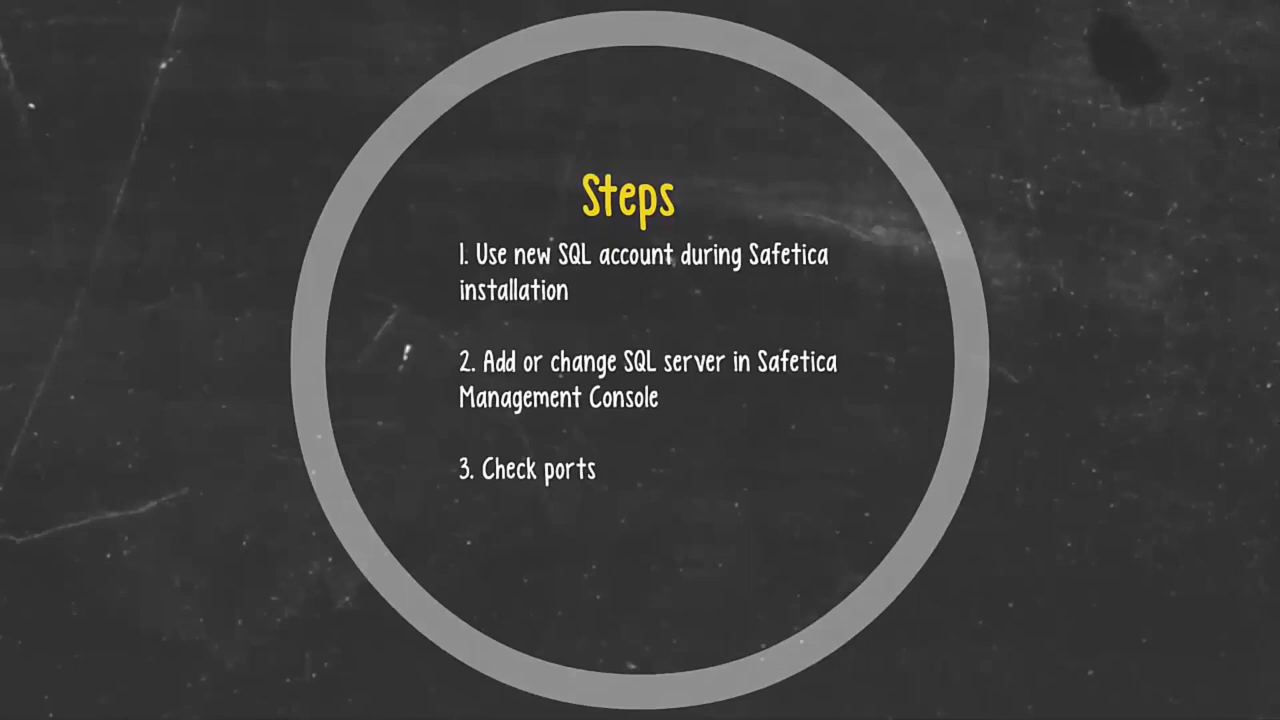 Steps
1. Use new SQL account during Safetica
installation
2. Add or change SQL server in Safetica
Management Console
3. Check ports